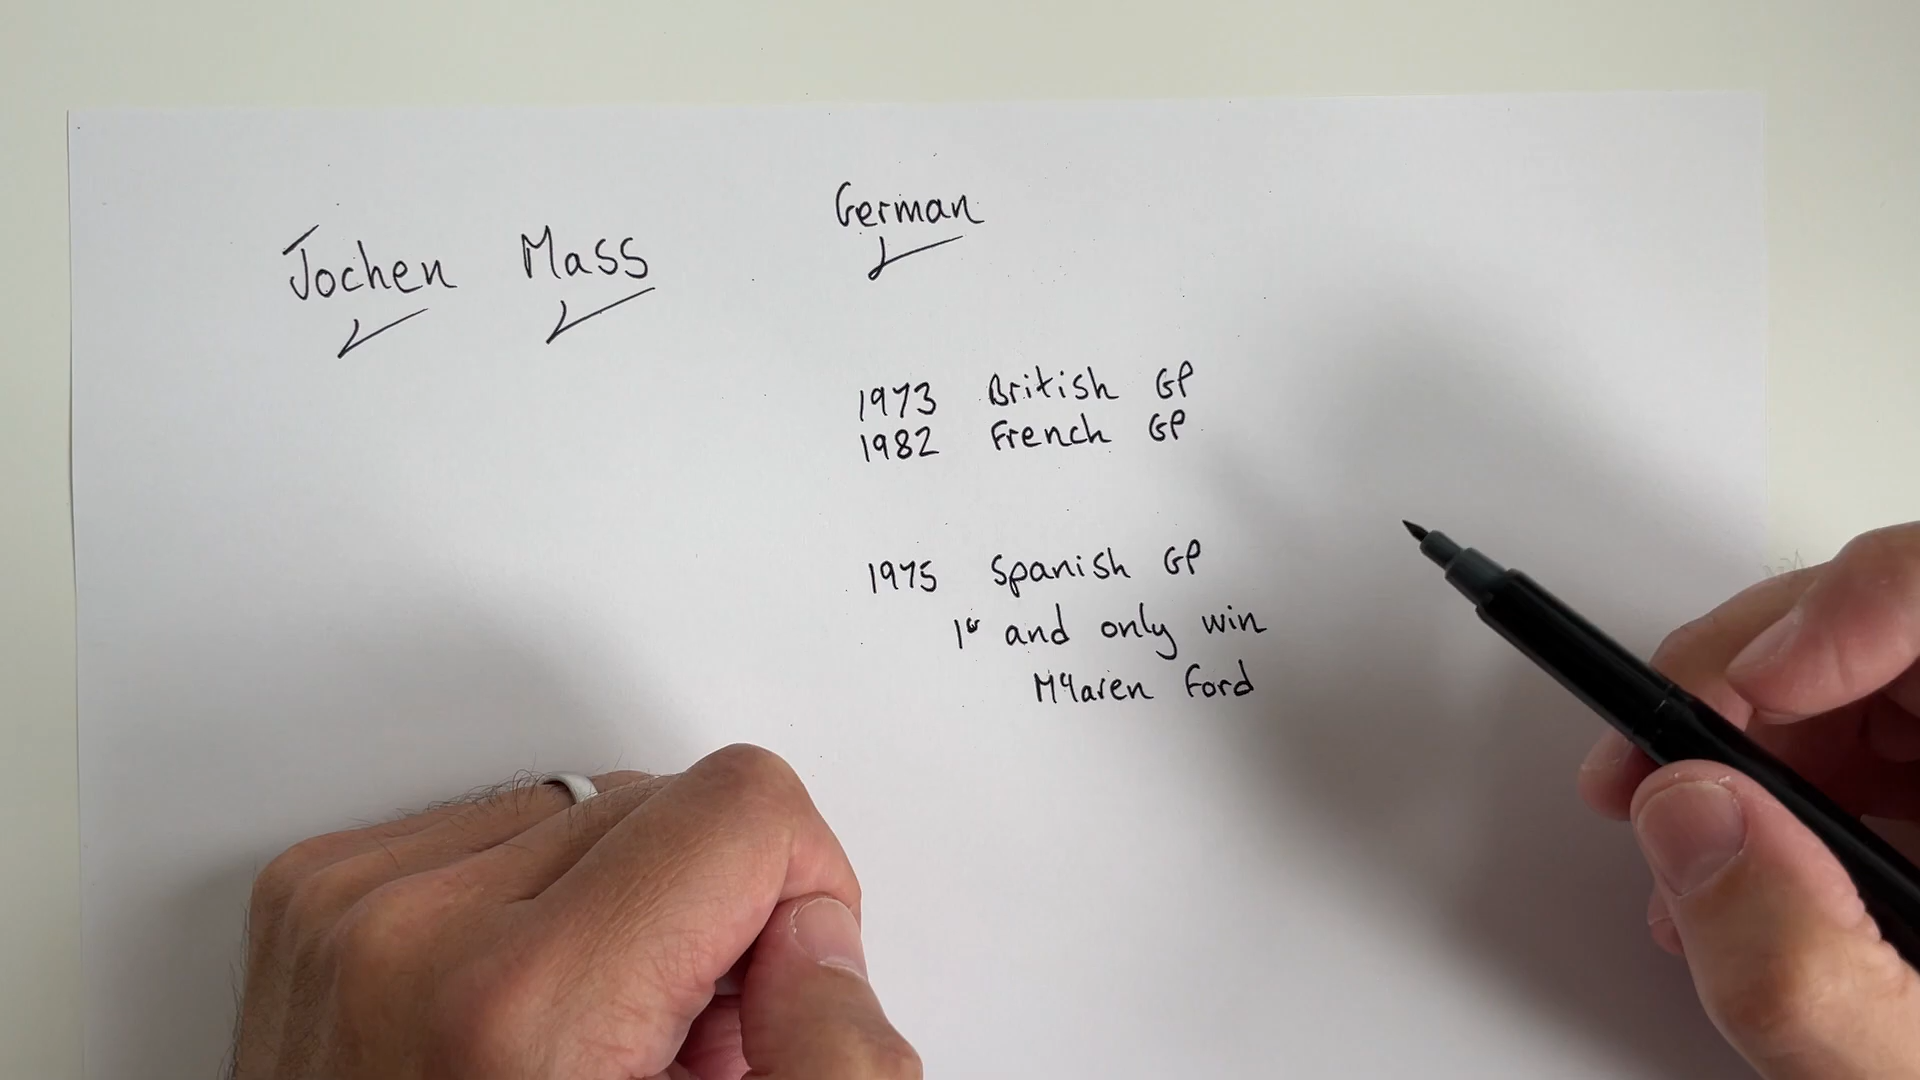 Jochen Mass
German
1973 British GP
1982 French GP
1975 Spanish GP
1st and only win
McLaren Ford